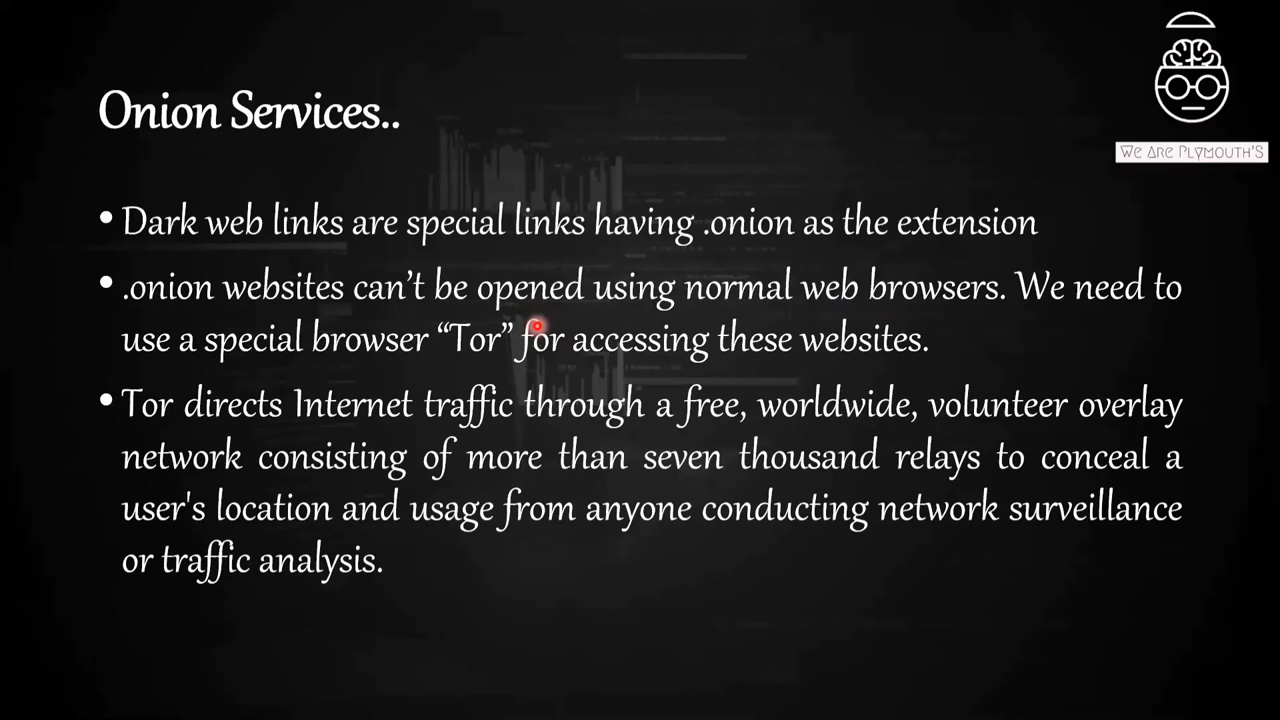 We Are Plymouth's
Onion Services..
• Dark web links are special links having .onion as the extension
• .onion websites can't be opened using normal web browsers. We need to
use a special browser “Tor” for accessing these websites.
• Tor directs Internet traffic through a free, worldwide, volunteer overlay
network consisting of more than seven thousand relays to conceal a
user's location and usage from anyone conducting network surveillance
or traffic analysis.